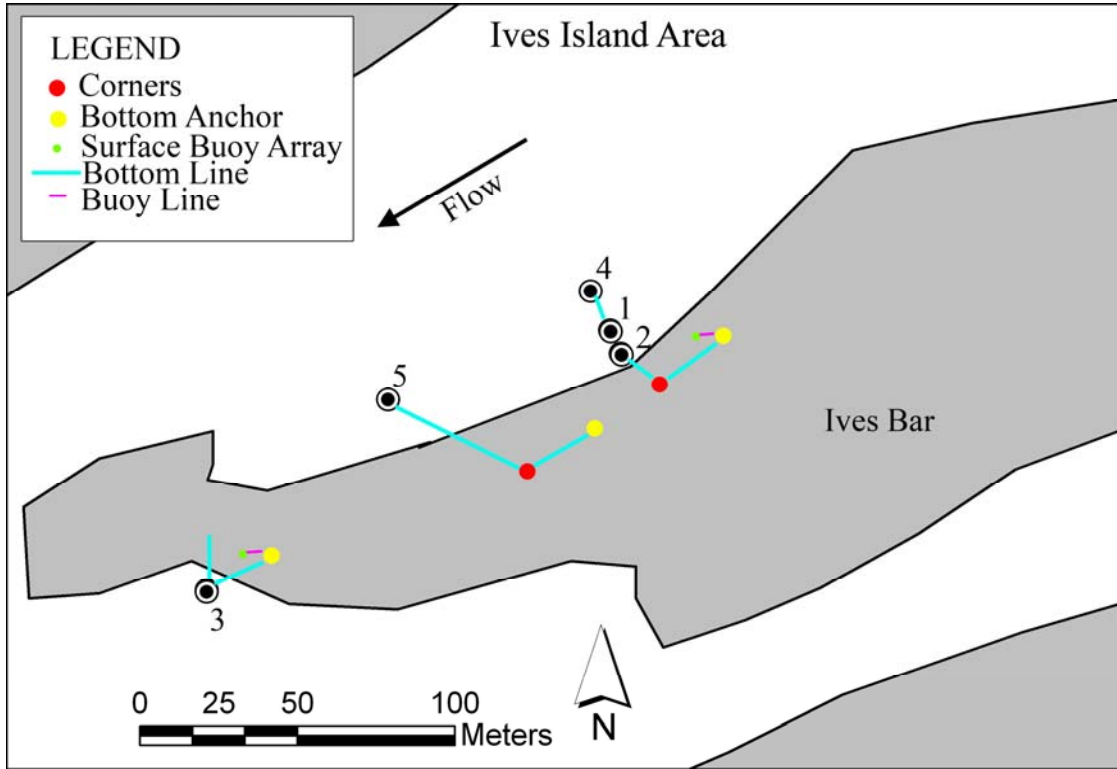 Ives Island Area
LEGEND
Corners
Bottom Anchor
Surface Buoy Array
Bottom Line
Buoy Line
Flow
4
1
2
5
Ives Bar
3
0 25 50 100
Meters
N